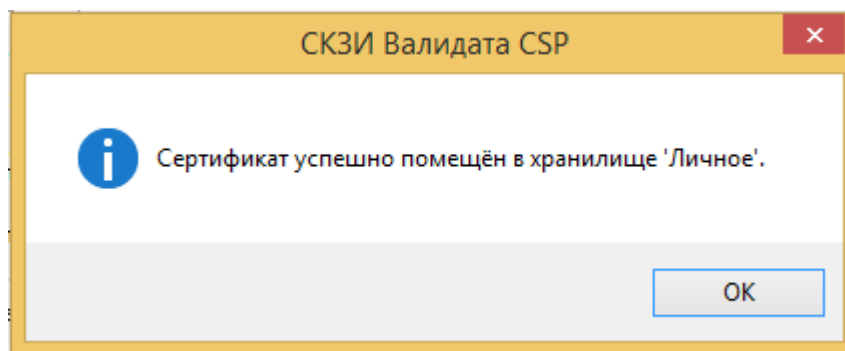 СКЗИ Валидата CSP
Сертификат успешно помещён в хранилище 'Личное'.
OK